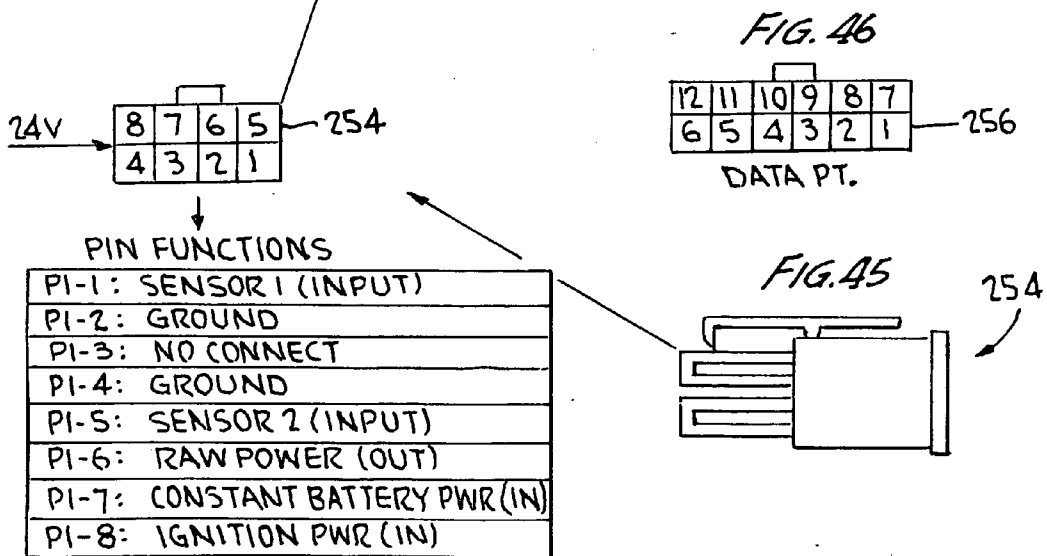 FIG. 46
24V
8 7 6 5
4 3 2 1
254
12 11 10 9 8 7
6 5 4 3 2 1
256
DATA PT.
PIN FUNCTIONS
P1-1: SENSOR 1 (INPUT)
P1-2: GROUND
P1-3: NO CONNECT
P1-4: GROUND
P1-5: SENSOR 2 (INPUT)
P1-6: RAW POWER (OUT)
P1-7: CONSTANT BATTERY PWR (IN)
P1-8: IGNITION PWR (IN)
FIG. 45
254